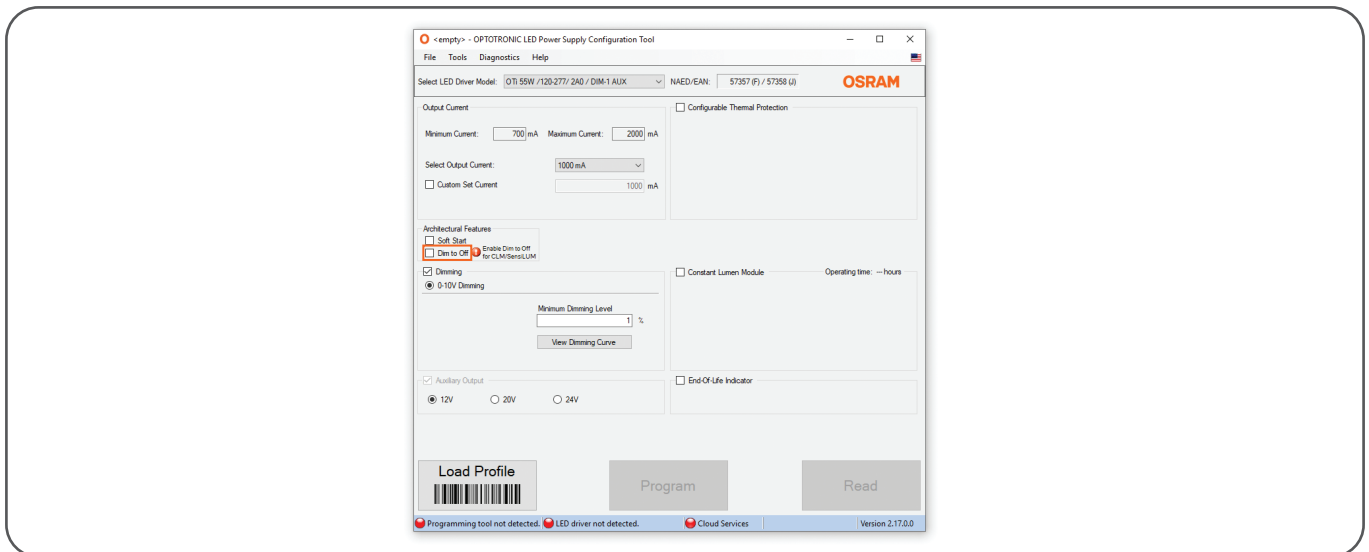 <empty> - OPTOTRONIC LED Power Supply Configuration Tool
File Tools Diagnostics Help
Select LED Driver Model: OTi 55W /120-277/ 2A0 / DIM-1 AUX NAED/EAN: 57357 (F) / 57358 (J) OSRAM
Output Current
Configurable Thermal Protection
Minimum Current: 700 mA Maximum Current: 2000 mA
Select Output Current: 1000 mA
Custom Set Current 1000 mA
Architectural Features
Soft Start
Dim to Off Enable Dim to Off
for CLM/SensiLUM
Dimming
Constant Lumen Module Operating time: --- hours
0-10V Dimming
Minimum Dimming Level
1 %
View Dimming Curve
Auxiliary Output
End-Of-Life Indicator
12V 20V 24V
Load Profile
Program
Read
Programming tool not detected. LED driver not detected. Cloud Services Version 2.17.0.0